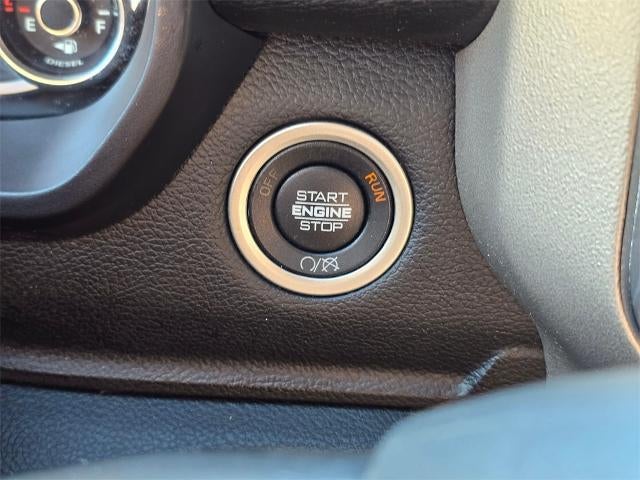 E F
DIESEL
OFF
RUN
START
ENGINE
STOP